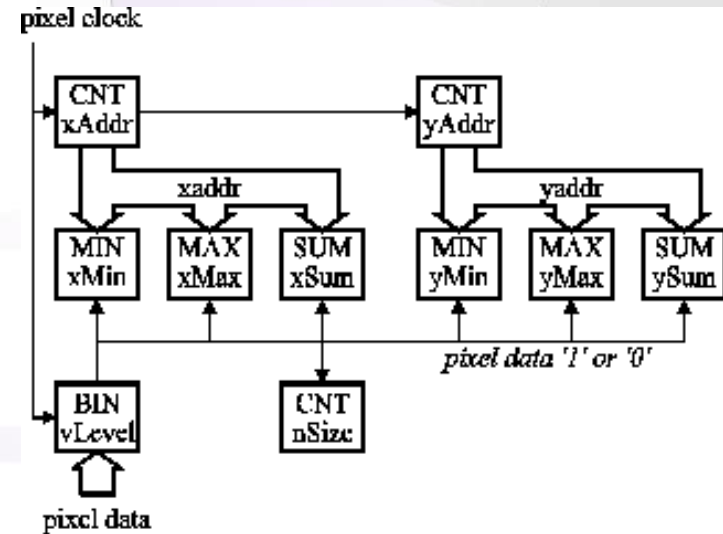 pixel clock
CNT
xAddr
CNT
yAddr
xaddr
yaddr
MIN
xMin
MAX
xMax
SUM
xSum
MIN
yMin
MAX
yMax
SUM
ySum
pixel data '1' or '0'
BIN
vLevel
CNT
nSize
pixel data